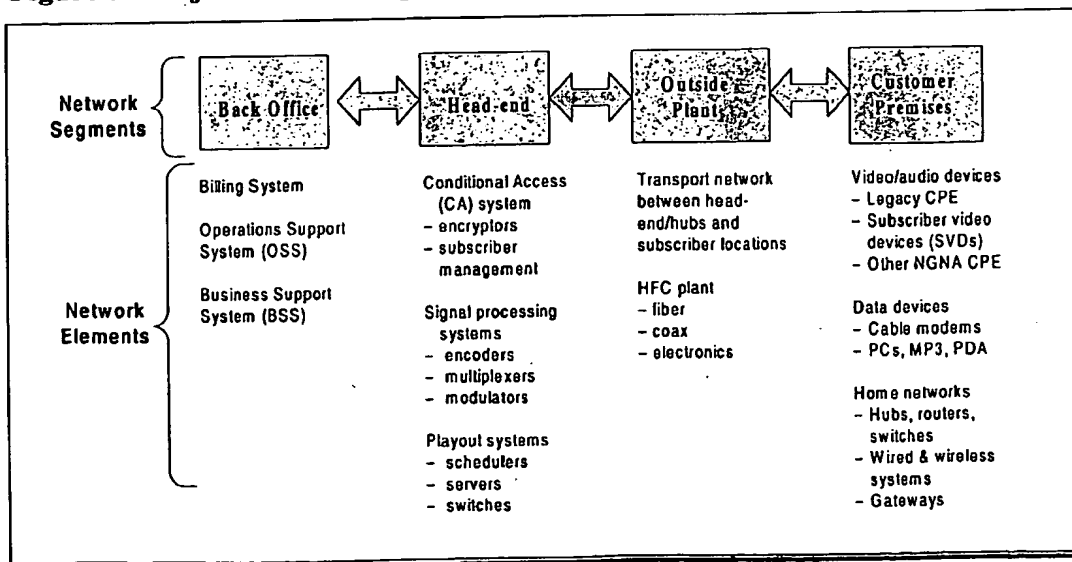 Network
Segments
Back Office
Head-end
Outside
Plant
Customer
Premises
Network
Elements
Billing System
Operations Support
System (OSS)
Business Support
System (BSS)
Conditional Access
(CA) system
– encryptors
– subscriber
management
Signal processing
systems
– encoders
– multiplexers
– modulators
Playout systems
– schedulers
– servers
– switches
Transport network
between head-
end/hubs and
subscriber locations
HFC plant
– fiber
– coax
– electronics
Video/audio devices
– Legacy CPE
– Subscriber video
devices (SVDs)
– Other NGNA CPE
Data devices
– Cable modems
– PCs, MP3, PDA
Home networks
– Hubs, routers,
switches
– Wired & wireless
systems
– Gateways